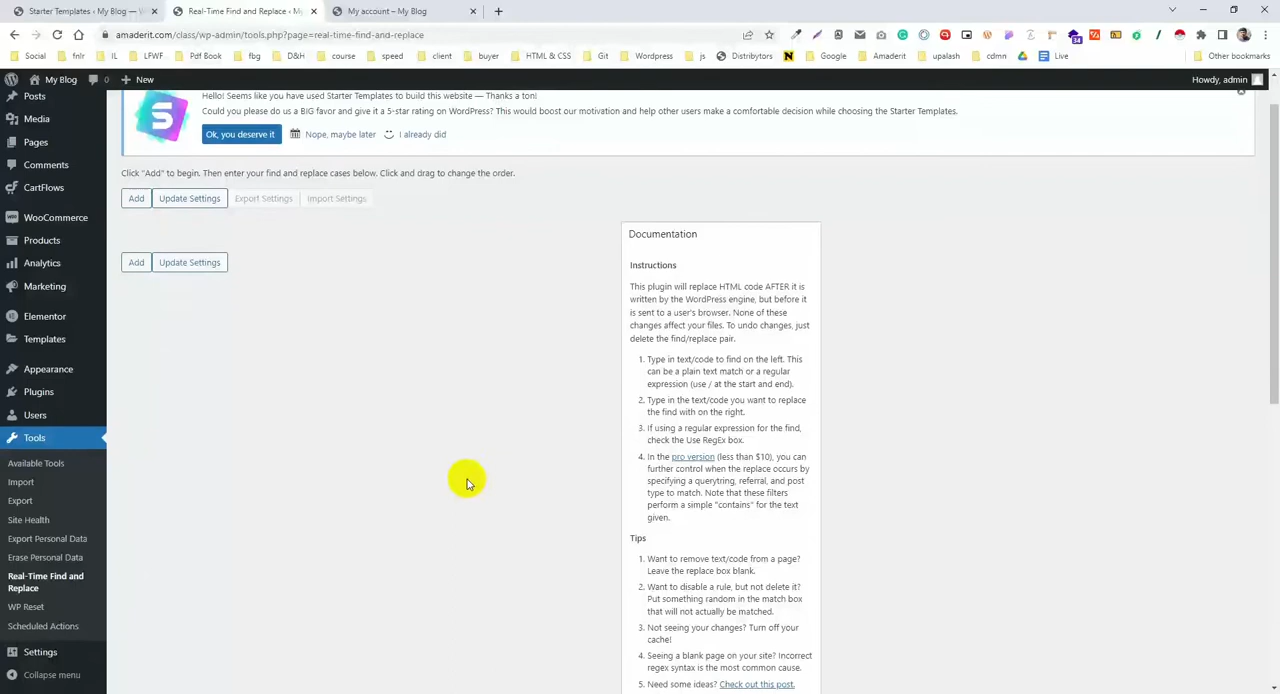 Starter Templates ‹ My Blog —
Real-Time Find and Replace ‹ My
My account – My Blog
amaderit.com/class/wp-admin/tools.php?page=real-time-find-and-replace
Social
fnlr
IL
LFWF
Pdf Book
fbg
D&H
course
speed
client
buyer
HTML & CSS
Git
Wordpress
js
Distributors
Google
Amaderit
upalash
cdmn
Live
Other bookmarks
My Blog
0
New
Howdy, admin
Posts
Media
Pages
Comments
CartFlows
WooCommerce
Products
Analytics
Marketing
Elementor
Templates
Appearance
Plugins
Users
Tools
Available Tools
Import
Export
Site Health
Export Personal Data
Erase Personal Data
Real-Time Find and
Replace
WP Reset
Scheduled Actions
Settings
Collapse menu
Hello! Seems like you have used Starter Templates to build this website — Thanks a ton!
Could you please do us a BIG favor and give it a 5-star rating on WordPress? This would boost our motivation and help other users make a comfortable decision while choosing the Starter Templates.
Ok, you deserve it
Nope, maybe later
I already did
Click "Add" to begin. Then enter your find and replace cases below. Click and drag to change the order.
Add
Update Settings
Export Settings
Import Settings
Add
Update Settings
Documentation
Instructions
This plugin will replace HTML code AFTER it is
written by the WordPress engine, but before it
is sent to a user's browser. None of these
changes affect your files. To undo changes, just
delete the find/replace pair.
1. Type in text/code to find on the left. This
can be a plain text match or a regular
expression (use / at the start and end).
2. Type in the text/code you want to replace
the find with on the right.
3. If using a regular expression for the find,
check the Use RegEx box.
4. In the pro version (less than $10), you can
further control when the replace occurs by
specifying a querytring, referral, and post
type to match. Note that these filters
perform a simple "contains" for the text
given.
Tips
1. Want to remove text/code from a page?
Leave the replace box blank.
2. Want to disable a rule, but not delete it?
Put something random in the match box
that will not actually be matched.
3. Not seeing your changes? Turn off your
cache!
4. Seeing a blank page on your site? Incorrect
regex syntax is the most common cause.
5. Need some ideas? Check out this post.